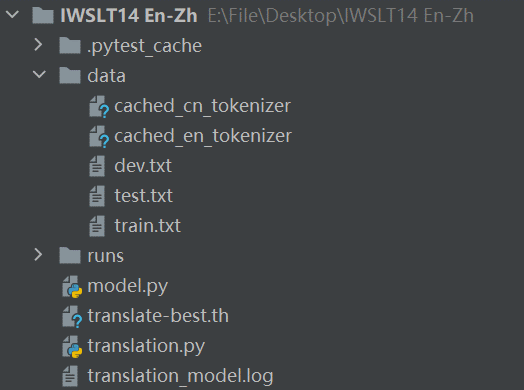 IWSLT14 En-Zh E:\File\Desktop\IWSLT14 En-Zh
.pytest_cache
data
cached_cn_tokenizer
cached_en_tokenizer
dev.txt
test.txt
train.txt
runs
model.py
translate-best.th
translation.py
translation_model.log